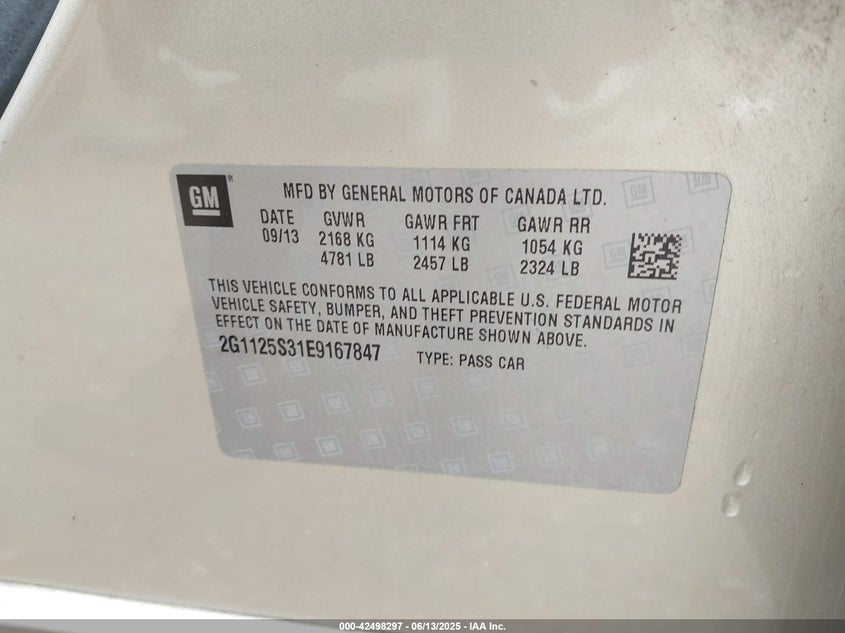 GM
MFD BY GENERAL MOTORS OF CANADA LTD.
DATE GVWR GAWR FRT GAWR RR
09/13 2168 KG 1114 KG 1054 KG
4781 LB 2457 LB 2324 LB
THIS VEHICLE CONFORMS TO ALL APPLICABLE U.S. FEDERAL MOTOR
VEHICLE SAFETY, BUMPER, AND THEFT PREVENTION STANDARDS IN
EFFECT ON THE DATE OF MANUFACTURE SHOWN ABOVE.
2G1125S31E9167847 TYPE: PASS CAR
000-42498297 - 06/13/2025 - IAA Inc.